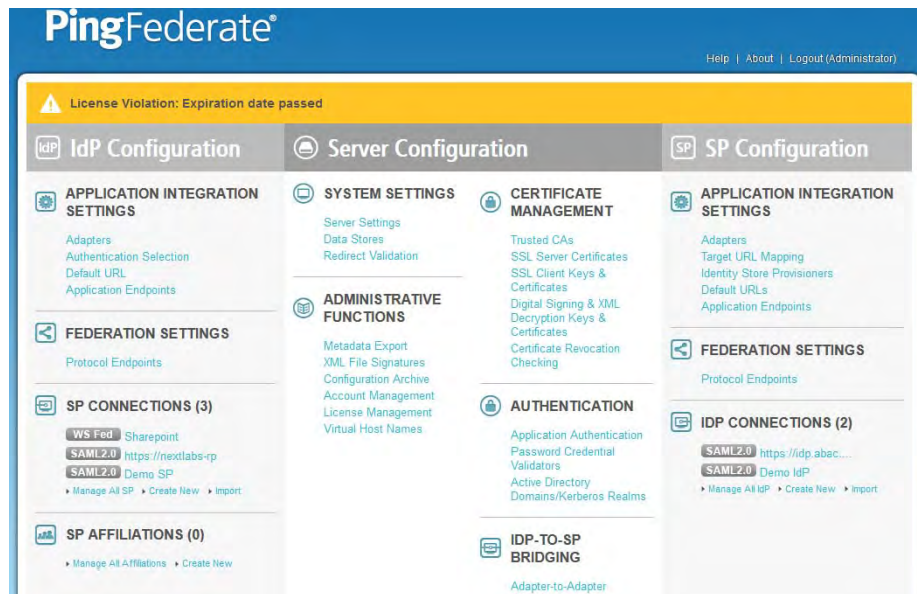 PingFederate®
Help | About | Logout (Administrator)
License Violation: Expiration date passed
IdP IdP Configuration
APPLICATION INTEGRATION
SETTINGS
Adapters
Authentication Selection
Default URL
Application Endpoints
FEDERATION SETTINGS
Protocol Endpoints
SP CONNECTIONS (3)
WS Fed Sharepoint
SAML2.0 https://nextlabs-rp
SAML2.0 Demo SP
Manage All SP Create New Import
SP AFFILIATIONS (0)
Manage All Affiliations Create New
Server Configuration
SYSTEM SETTINGS
Server Settings
Data Stores
Redirect Validation
ADMINISTRATIVE
FUNCTIONS
Metadata Export
XML File Signatures
Configuration Archive
Account Management
License Management
Virtual Host Names
CERTIFICATE
MANAGEMENT
Trusted CAs
SSL Server Certificates
SSL Client Keys &
Certificates
Digital Signing & XML
Decryption Keys &
Certificates
Certificate Revocation
Checking
AUTHENTICATION
Application Authentication
Password Credential
Validators
Active Directory
Domains/Kerberos Realms
IDP-TO-SP
BRIDGING
Adapter-to-Adapter
SP SP Configuration
APPLICATION INTEGRATION
SETTINGS
Adapters
Target URL Mapping
Identity Store Provisioners
Default URLs
Application Endpoints
FEDERATION SETTINGS
Protocol Endpoints
IDP CONNECTIONS (2)
SAML2.0 https://idp.abac....
SAML2.0 Demo IdP
Manage All IdP Create New Import